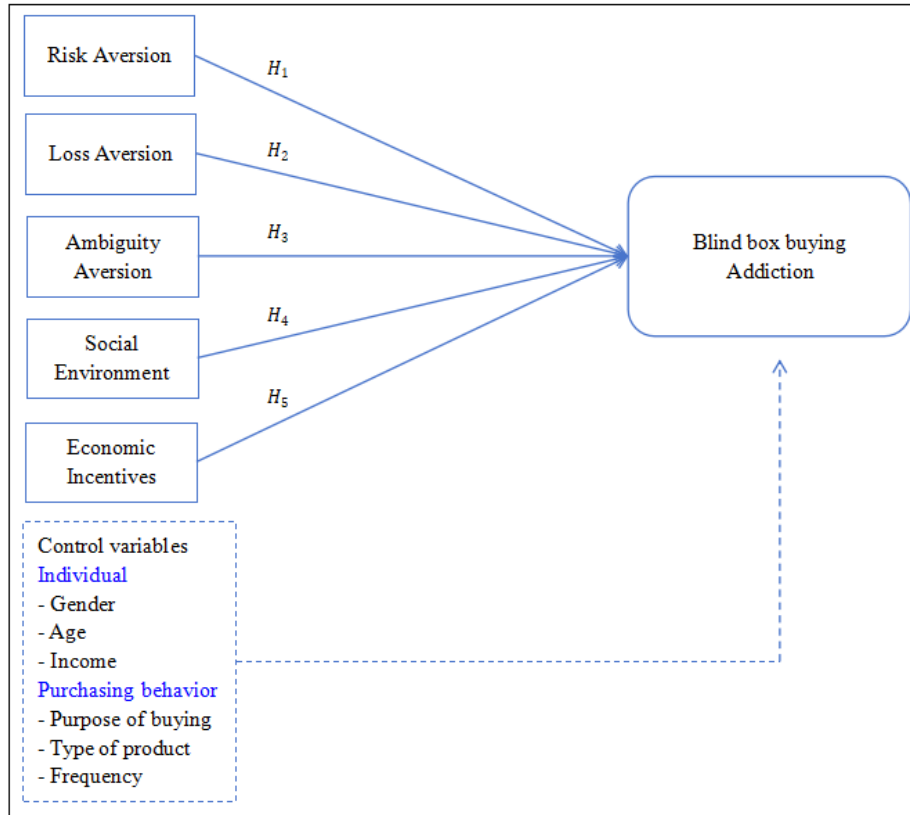 Risk Aversion
H₁
Loss Aversion
H₂
Ambiguity
Aversion
H₃
Social
Environment
H₄
Economic
Incentives
H₅
Blind box buying
Addiction
Control variables
Individual
- Gender
- Age
- Income
Purchasing behavior
- Purpose of buying
- Type of product
- Frequency